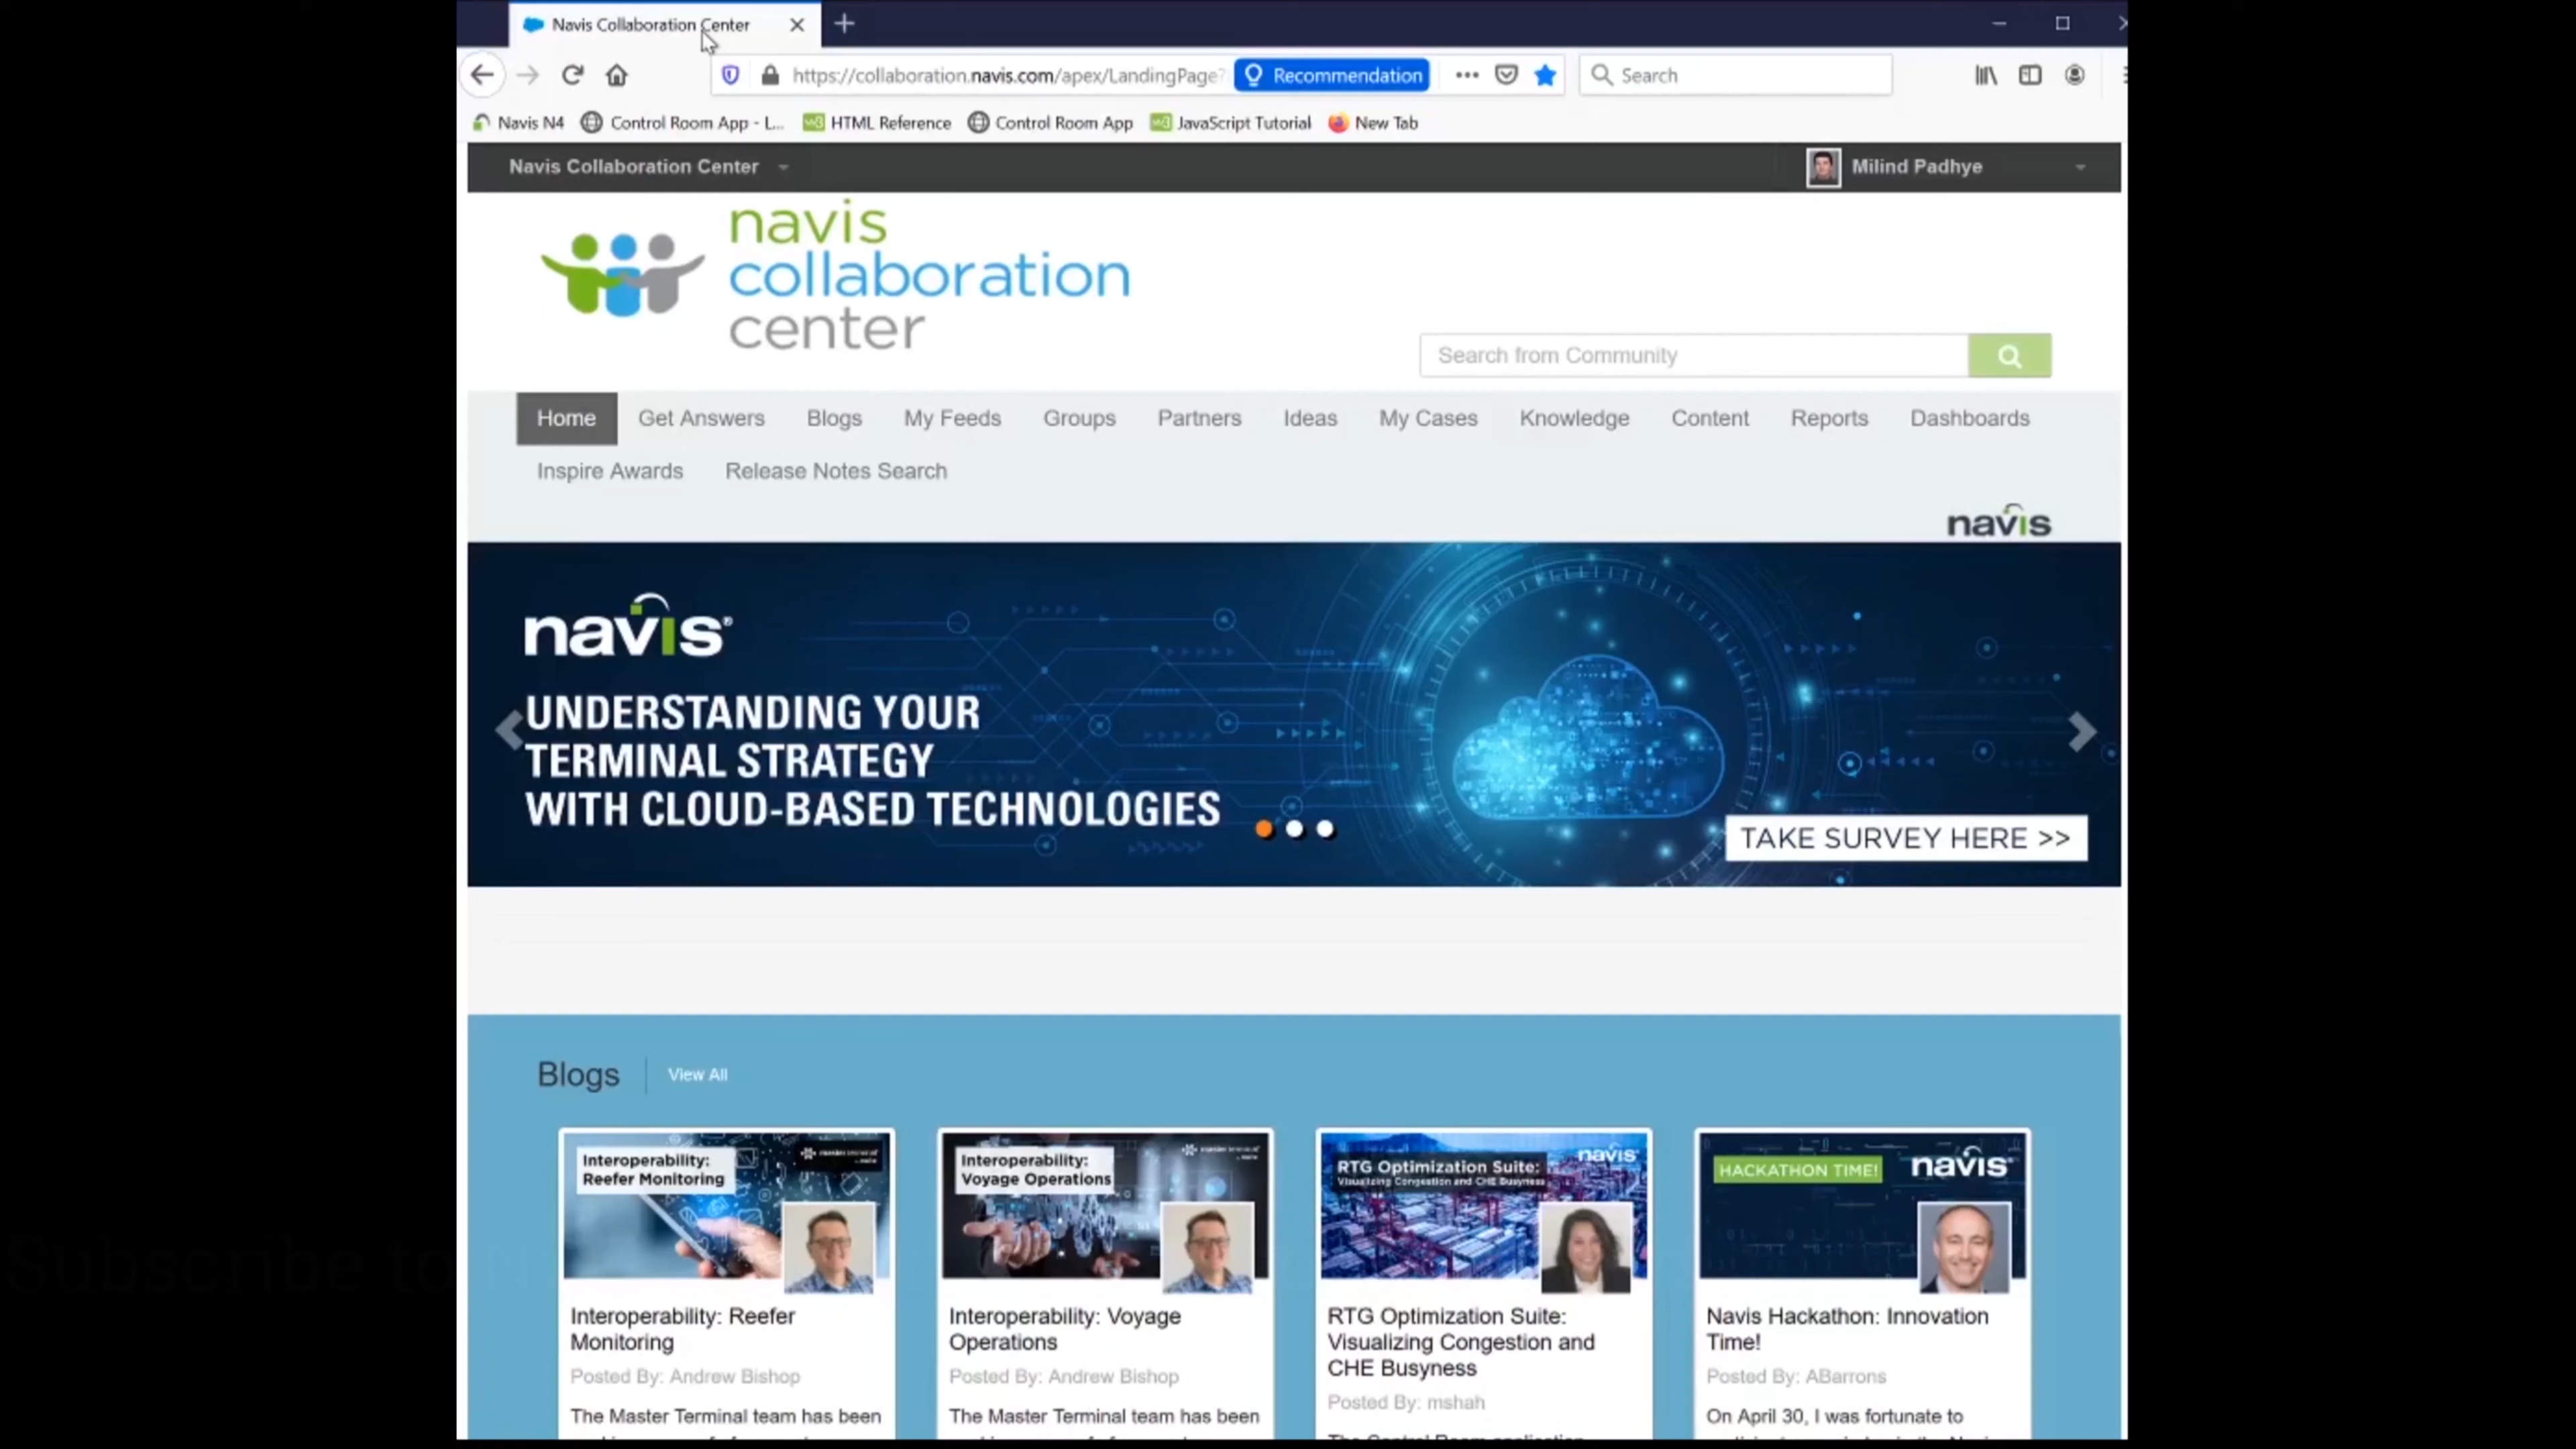 Navis Collaboration Center
https://collaboration.navis.com/apex/LandingPage?
Recommendation
Search
Navis N4
Control Room App - L...
HTML Reference
Control Room App
JavaScript Tutorial
New Tab
Navis Collaboration Center
Milind Padhye
navis
collaboration
center
Search from Community
Home Get Answers Blogs My Feeds Groups Partners Ideas My Cases Knowledge Content Reports Dashboards
Inspire Awards Release Notes Search
navis
navis®
UNDERSTANDING YOUR
TERMINAL STRATEGY
WITH CLOUD-BASED TECHNOLOGIES
TAKE SURVEY HERE >>
Blogs
View All
Interoperability:
Reefer Monitoring
Interoperability: Reefer
Monitoring
Posted By: Andrew Bishop
The Master Terminal team has been
Interoperability:
Voyage Operations
Interoperability: Voyage
Operations
Posted By: Andrew Bishop
The Master Terminal team has been
RTG Optimization Suite:
Visualizing Congestion and CHE Busyness
navis
RTG Optimization Suite:
Visualizing Congestion and
CHE Busyness
Posted By: mshah
HACKATHON TIME!
navis
Navis Hackathon: Innovation
Time!
Posted By: ABarrons
On April 30, I was fortunate to
Subscribe to